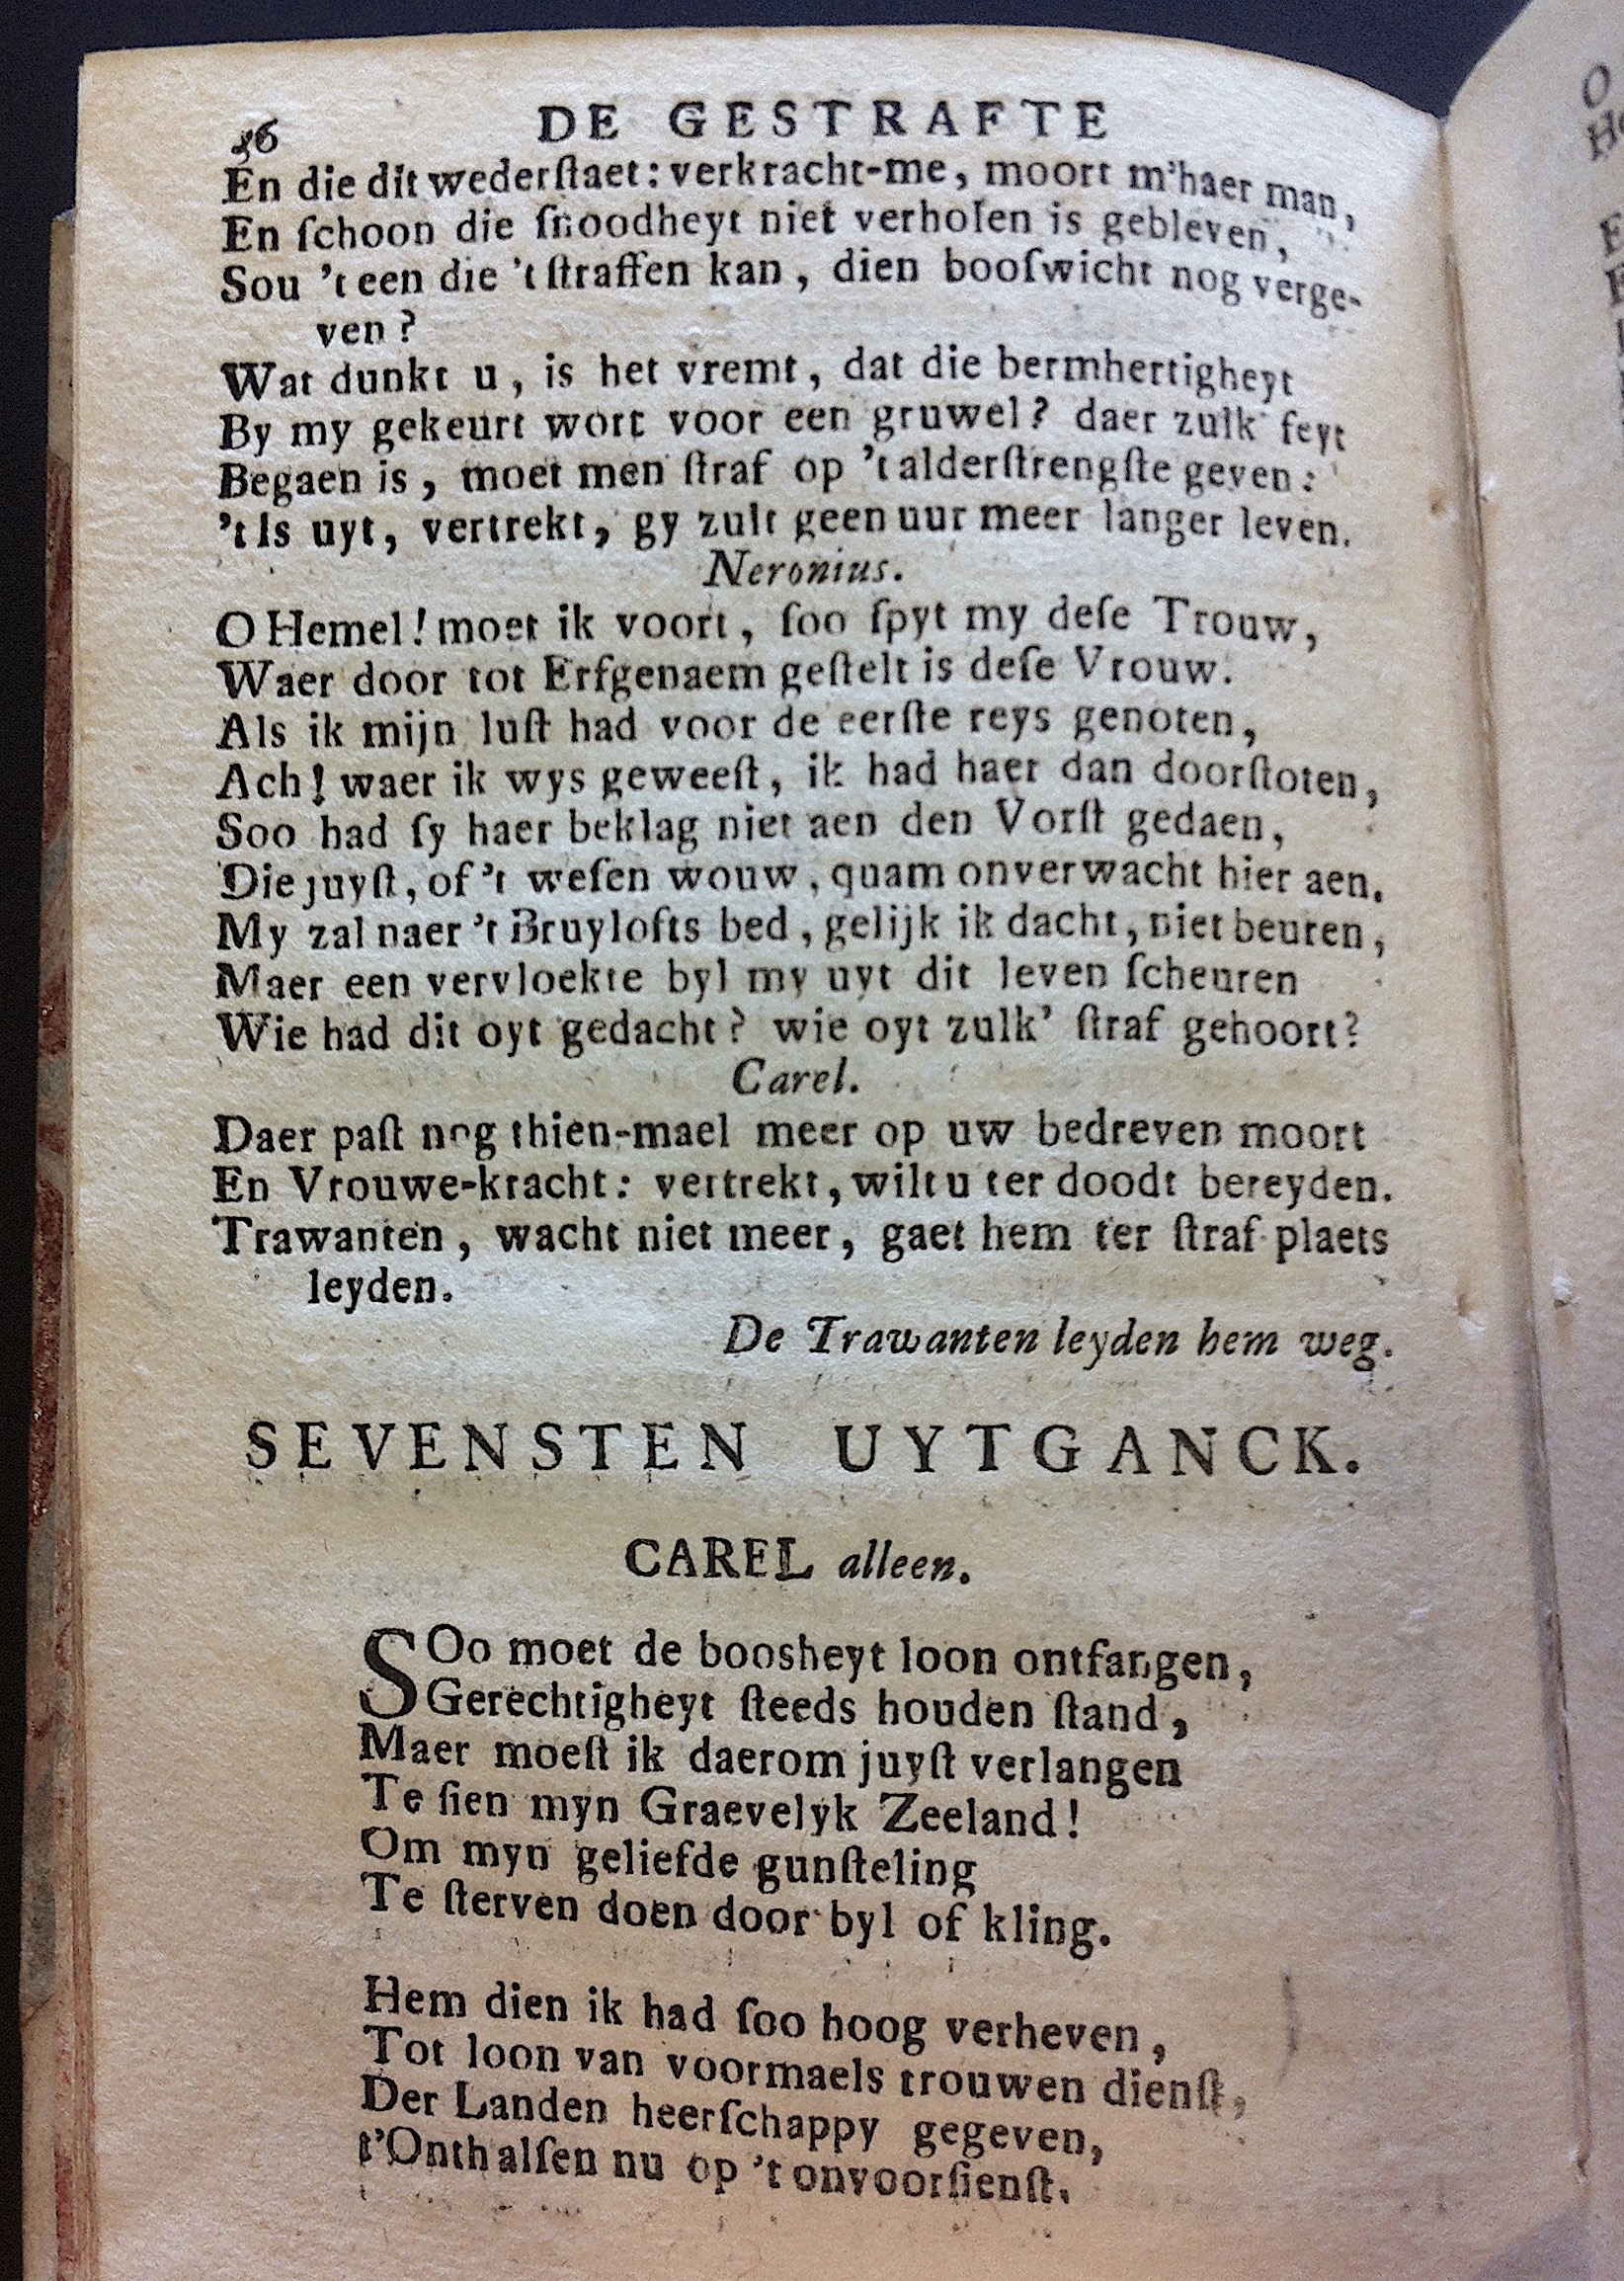 36 DE GESTRAFTE
En die dit wederſtaet: verkracht-me, moort m'haer man,
En ſchoon die ſnoodheyt niet verholen is gebleven,
Sou 't een die 't ſtraffen kan, dien booſwicht nog verge-
ven?
Wat dunkt u, is het vremt, dat die bermhertigheyt
By my gekeurt wort voor een gruwel? daer zulk feyt
Begaen is, moet men ſtraf op 't alderſtrengſte geven:
't Is uyt, vertrekt, gy zult geen uur meer langer leven.
Neronius.
O Hemel! moet ik voort, ſoo ſpyt my deſe Trouw,
Waer door tot Erfgenaem geſtelt is deſe Vrouw.
Als ik mijn luſt had voor de eerſte reys genoten,
Ach! waer ik wys geweeſt, ik had haer dan doorſtoten,
Soo had ſy haer beklag niet aen den Vorſt gedaen,
Die juyſt, of 't weſen wouw, quam onverwacht hier aen.
My zal naer 't Bruylofts bed, gelijk ik dacht, niet beuren,
Maer een vervloekte byl my uyt dit leven ſcheuren
Wie had dit oyt gedacht? wie oyt zulk' ſtraf gehoort?
Carel.
Daer paſt nog thien-mael meer op uw bedreven moort
En Vrouwe-kracht: vertrekt, wilt u ter doodt bereyden.
Trawanten, wacht niet meer, gaet hem ter ſtraf plaets
leyden.
De Trawanten leyden hem weg.
SEVENSTEN UYTGANCK.
CAREL alleen.
SOo moet de boosheyt loon ontfangen,
Gerechtigheyt ſteeds houden ſtand,
Maer moeſt ik daerom juyſt verlangen
Te ſien myn Graevelyk Zeeland!
Om myn geliefde gunſteling
Te ſterven doen door byl of kling.
Hem dien ik had ſoo hoog verheven,
Tot loon van voormaels trouwen dienſt,
Der Landen heerſchappy gegeven,
t'Onthalſen nu op 't onvoorſienſt.